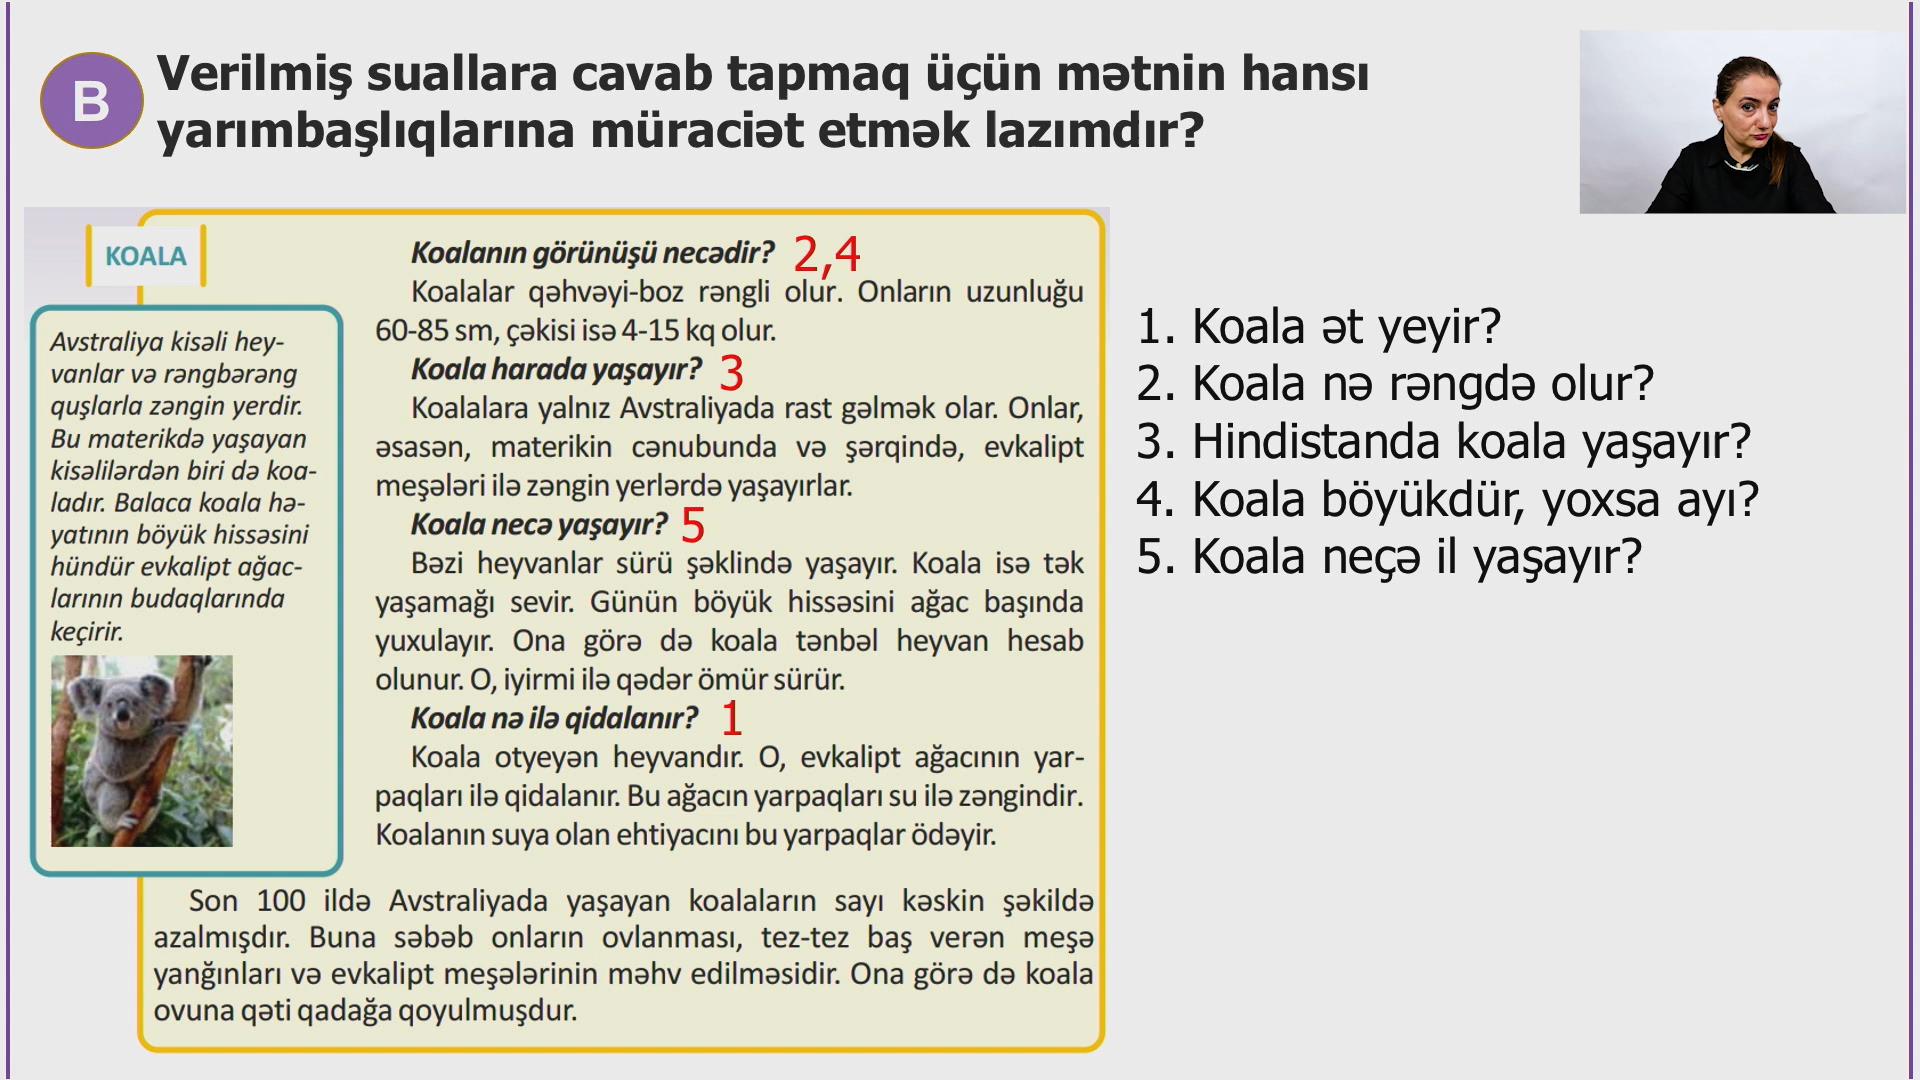 B
Verilmiş suallara cavab tapmaq üçün mətnin hansı
yarımbaşlıqlarına müraciət etmək lazımdır?
KOALA
Avstraliya kisəli hey-
vanlar və rəngbərəng
quşlarla zəngin yerdir.
Bu materikdə yaşayan
kisəlilərdən biri də koa-
ladır. Balaca koala hə-
yatının böyük hissəsini
hündür evkalipt ağac-
larının budaqlarında
keçirir.
Koalanın görünüşü necədir? 2,4
Koalalar qəhvəyi-boz rəngli olur. Onların uzunluğu
60-85 sm, çəkisi isə 4-15 kq olur.
Koala harada yaşayır? 3
Koalalara yalnız Avstraliyada rast gəlmək olar. Onlar,
əsasən, materikin cənubunda və şərqində, evkalipt
meşələri ilə zəngin yerlərdə yaşayırlar.
Koala necə yaşayır? 5
Bəzi heyvanlar sürü şəklində yaşayır. Koala isə tək
yaşamağı sevir. Günün böyük hissəsini ağac başında
yuxulayır. Ona görə də koala tənbəl heyvan hesab
olunur. O, iyirmi ilə qədər ömür sürür.
Koala nə ilə qidalanır? 1
Koala otyeyən heyvandır. O, evkalipt ağacının yar-
paqları ilə qidalanır. Bu ağacın yarpaqları su ilə zəngindir.
Koalanın suya olan ehtiyacını bu yarpaqlar ödəyir.
Son 100 ildə Avstraliyada yaşayan koalaların sayı kəskin şəkildə
azalmışdır. Buna səbəb onların ovlanması, tez-tez baş verən meşə
yanğınları və evkalipt meşələrinin məhv edilməsidir. Ona görə də koala
ovuna qəti qadağa qoyulmuşdur.
1. Koala ət yeyir?
2. Koala nə rəngdə olur?
3. Hindistanda koala yaşayır?
4. Koala böyükdür, yoxsa ayı?
5. Koala neçə il yaşayır?